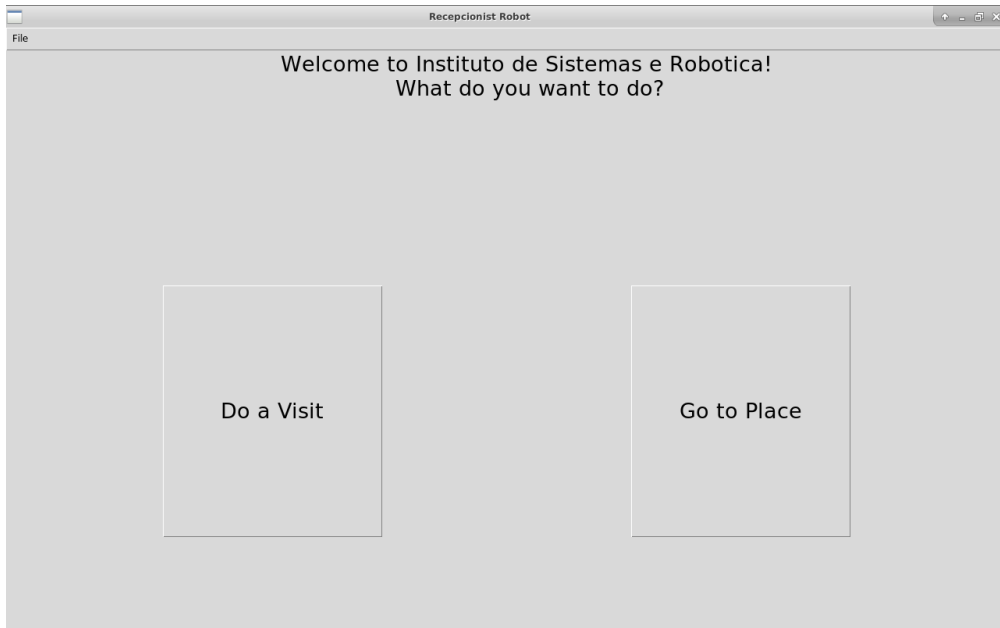 Recepcionist Robot
File
Welcome to Instituto de Sistemas e Robotica!
What do you want to do?
Do a Visit
Go to Place